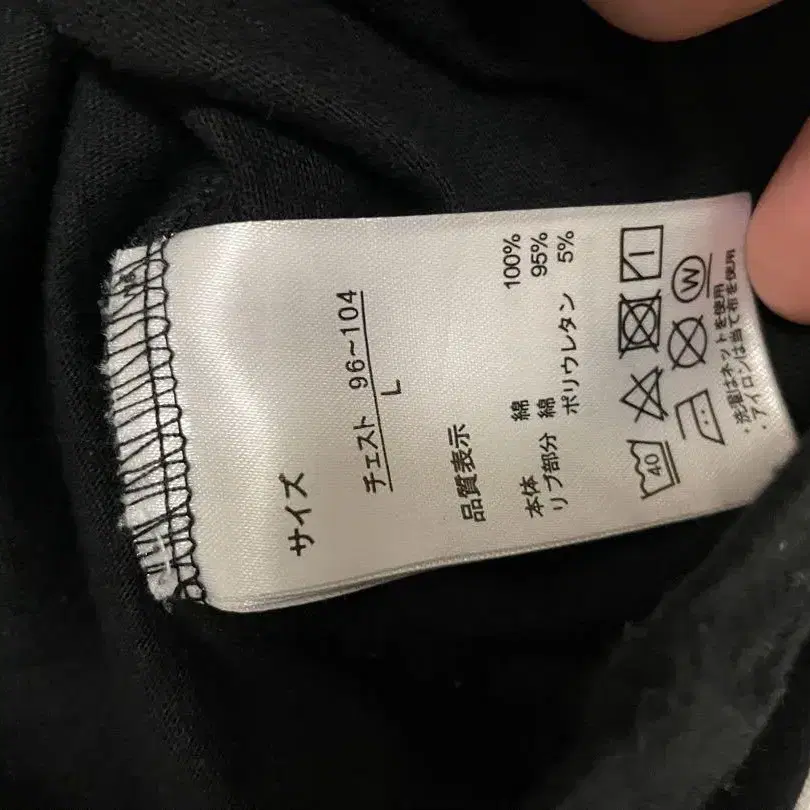 サイズ
チェスト 96~104
L
品質表示
本体 綿 100%
リブ部分 綿 95%
ポリウレタン 5%
40
W
・洗濯はネットを使用
・アイロンは当て布を使用